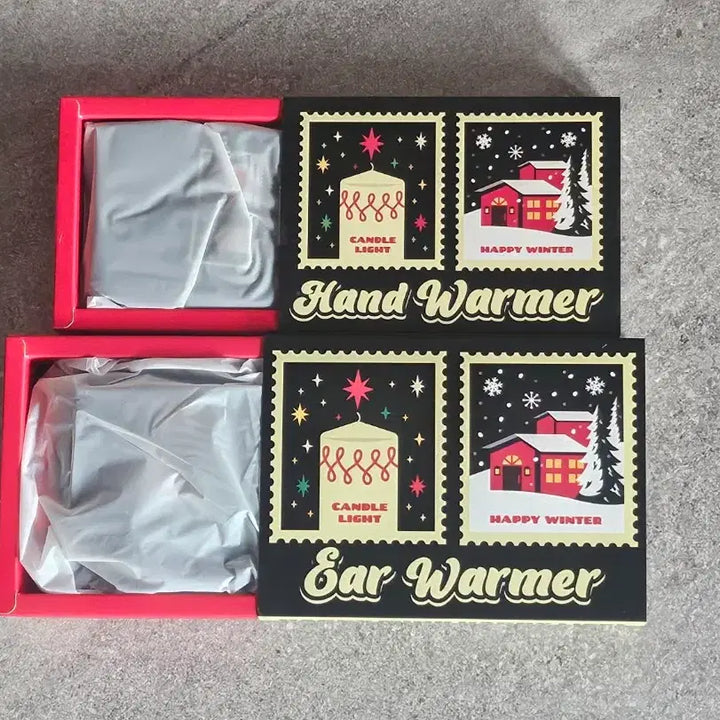 CANDLE
LIGHT
HAPPY WINTER
Hand Warmer
CANDLE
LIGHT
HAPPY WINTER
Ear Warmer